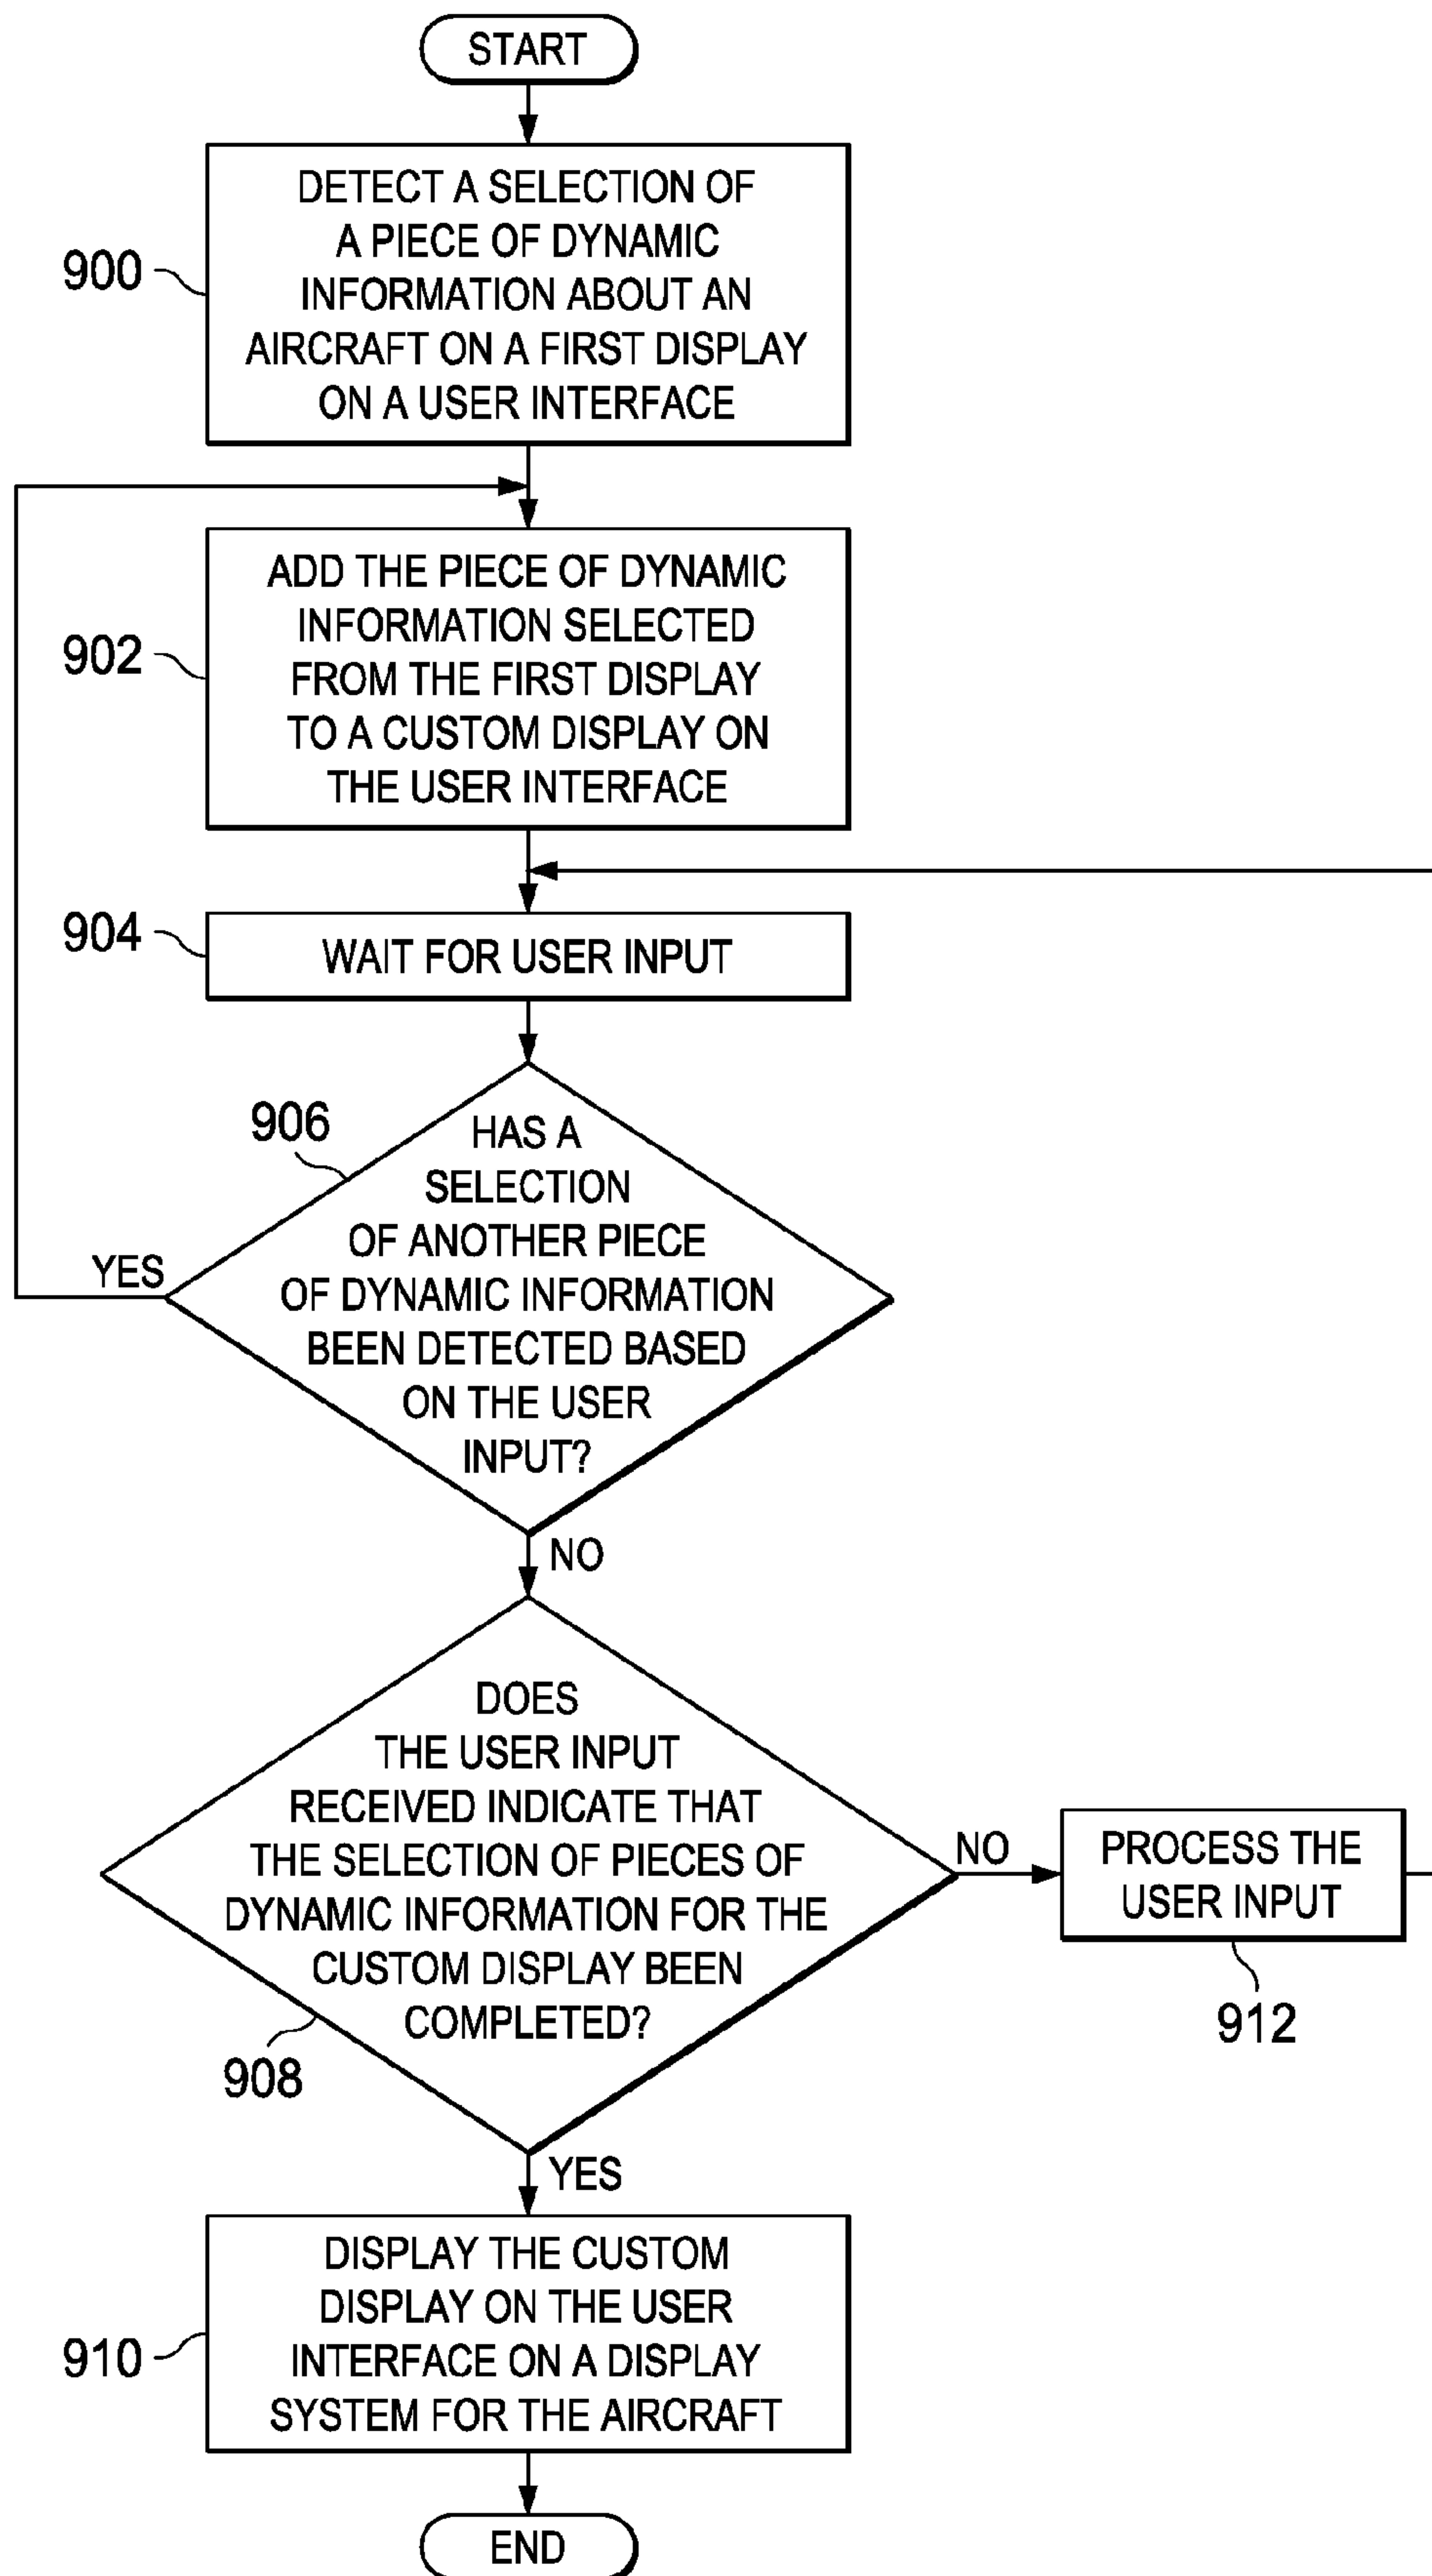 START
DETECT A SELECTION OF
A PIECE OF DYNAMIC
INFORMATION ABOUT AN
AIRCRAFT ON A FIRST DISPLAY
ON A USER INTERFACE
900
ADD THE PIECE OF DYNAMIC
INFORMATION SELECTED
FROM THE FIRST DISPLAY
TO A CUSTOM DISPLAY ON
THE USER INTERFACE
902
904
WAIT FOR USER INPUT
906
HAS A
SELECTION
OF ANOTHER PIECE
OF DYNAMIC INFORMATION
BEEN DETECTED BASED
ON THE USER
INPUT?
YES
NO
DOES
THE USER INPUT
RECEIVED INDICATE THAT
THE SELECTION OF PIECES OF
DYNAMIC INFORMATION FOR THE
CUSTOM DISPLAY BEEN
COMPLETED?
908
NO
PROCESS THE
USER INPUT
912
YES
DISPLAY THE CUSTOM
DISPLAY ON THE USER
INTERFACE ON A DISPLAY
SYSTEM FOR THE AIRCRAFT
910
END